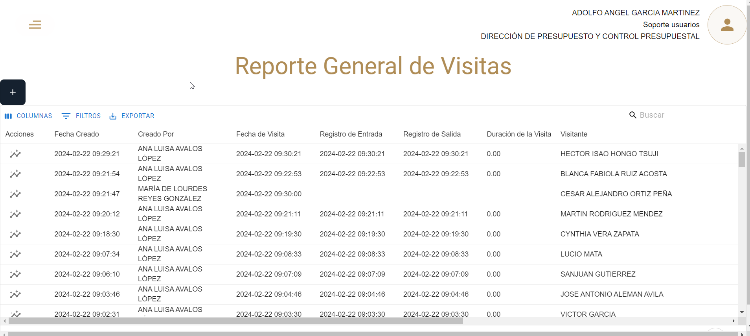 ADOLFO ANGEL GARCIA MARTINEZ
Soporte usuarios
DIRECCIÓN DE PRESUPUESTO Y CONTROL PRESUPUESTAL
Reporte General de Visitas
+
COLUMNAS FILTROS EXPORTAR Buscar
Acciones Fecha Creado Creado Por Fecha de Visita Registro de Entrada Registro de Salida Duración de la Visita Visitante
2024-02-22 09:29:21 ANA LUISA AVALOS LÓPEZ 2024-02-22 09:30:21 2024-02-22 09:30:21 2024-02-22 09:30:21 0.00 HECTOR ISAO HONGO TSUJI
2024-02-22 09:21:54 ANA LUISA AVALOS LÓPEZ 2024-02-22 09:22:53 2024-02-22 09:22:53 2024-02-22 09:22:53 0.00 BLANCA FABIOLA RUIZ ACOSTA
2024-02-22 09:21:47 MARÍA DE LOURDES REYES GONZALEZ 2024-02-22 09:30:00 CESAR ALEJANDRO ORTIZ PEÑA
2024-02-22 09:20:12 ANA LUISA AVALOS LÓPEZ 2024-02-22 09:21:11 2024-02-22 09:21:11 2024-02-22 09:21:11 0.00 MARTIN RODRIGUEZ MENDEZ
2024-02-22 09:18:30 ANA LUISA AVALOS LÓPEZ 2024-02-22 09:19:30 2024-02-22 09:19:30 2024-02-22 09:19:30 0.00 CYNTHIA VERA ZAPATA
2024-02-22 09:07:34 ANA LUISA AVALOS LÓPEZ 2024-02-22 09:08:33 2024-02-22 09:08:33 2024-02-22 09:08:33 0.00 LUCIO MATA
2024-02-22 09:06:10 ANA LUISA AVALOS LÓPEZ 2024-02-22 09:07:09 2024-02-22 09:07:09 2024-02-22 09:07:09 0.00 SANJUAN GUTIERREZ
2024-02-22 09:03:46 ANA LUISA AVALOS LÓPEZ 2024-02-22 09:04:46 2024-02-22 09:04:46 2024-02-22 09:04:46 0.00 JOSE ANTONIO ALEMAN AVILA
2024-02-22 09:02:31 ANA LUISA AVALOS 2024-02-22 09:03:30 2024-02-22 09:03:30 2024-02-22 09:03:30 0.00 VICTOR GARCIA